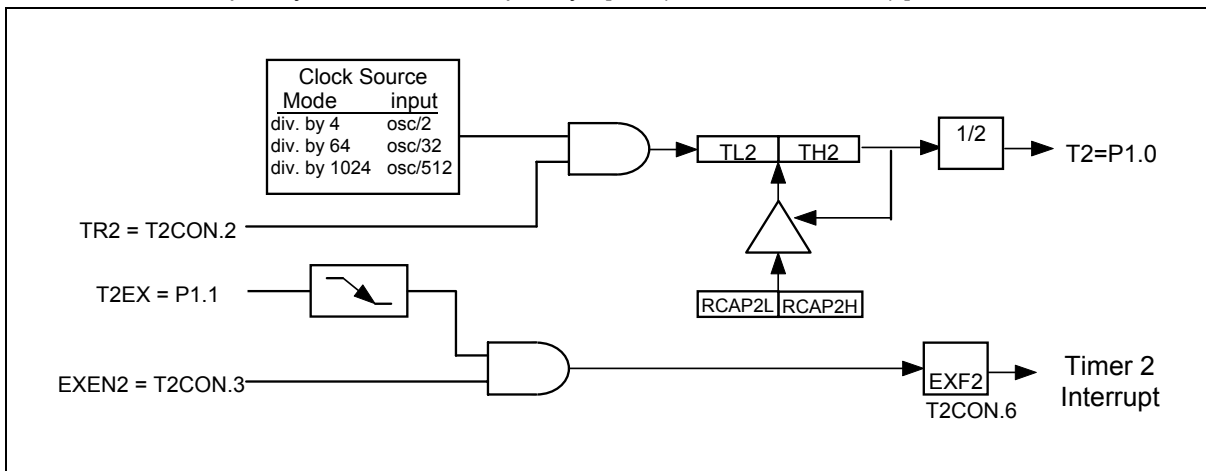 Clock Source
Mode input
div. by 4 osc/2
div. by 64 osc/32
div. by 1024 osc/512
TL2 TH2
1/2
T2=P1.0
TR2 = T2CON.2
T2EX = P1.1
RCAP2L RCAP2H
EXEN2 = T2CON.3
EXF2
T2CON.6
Timer 2
Interrupt